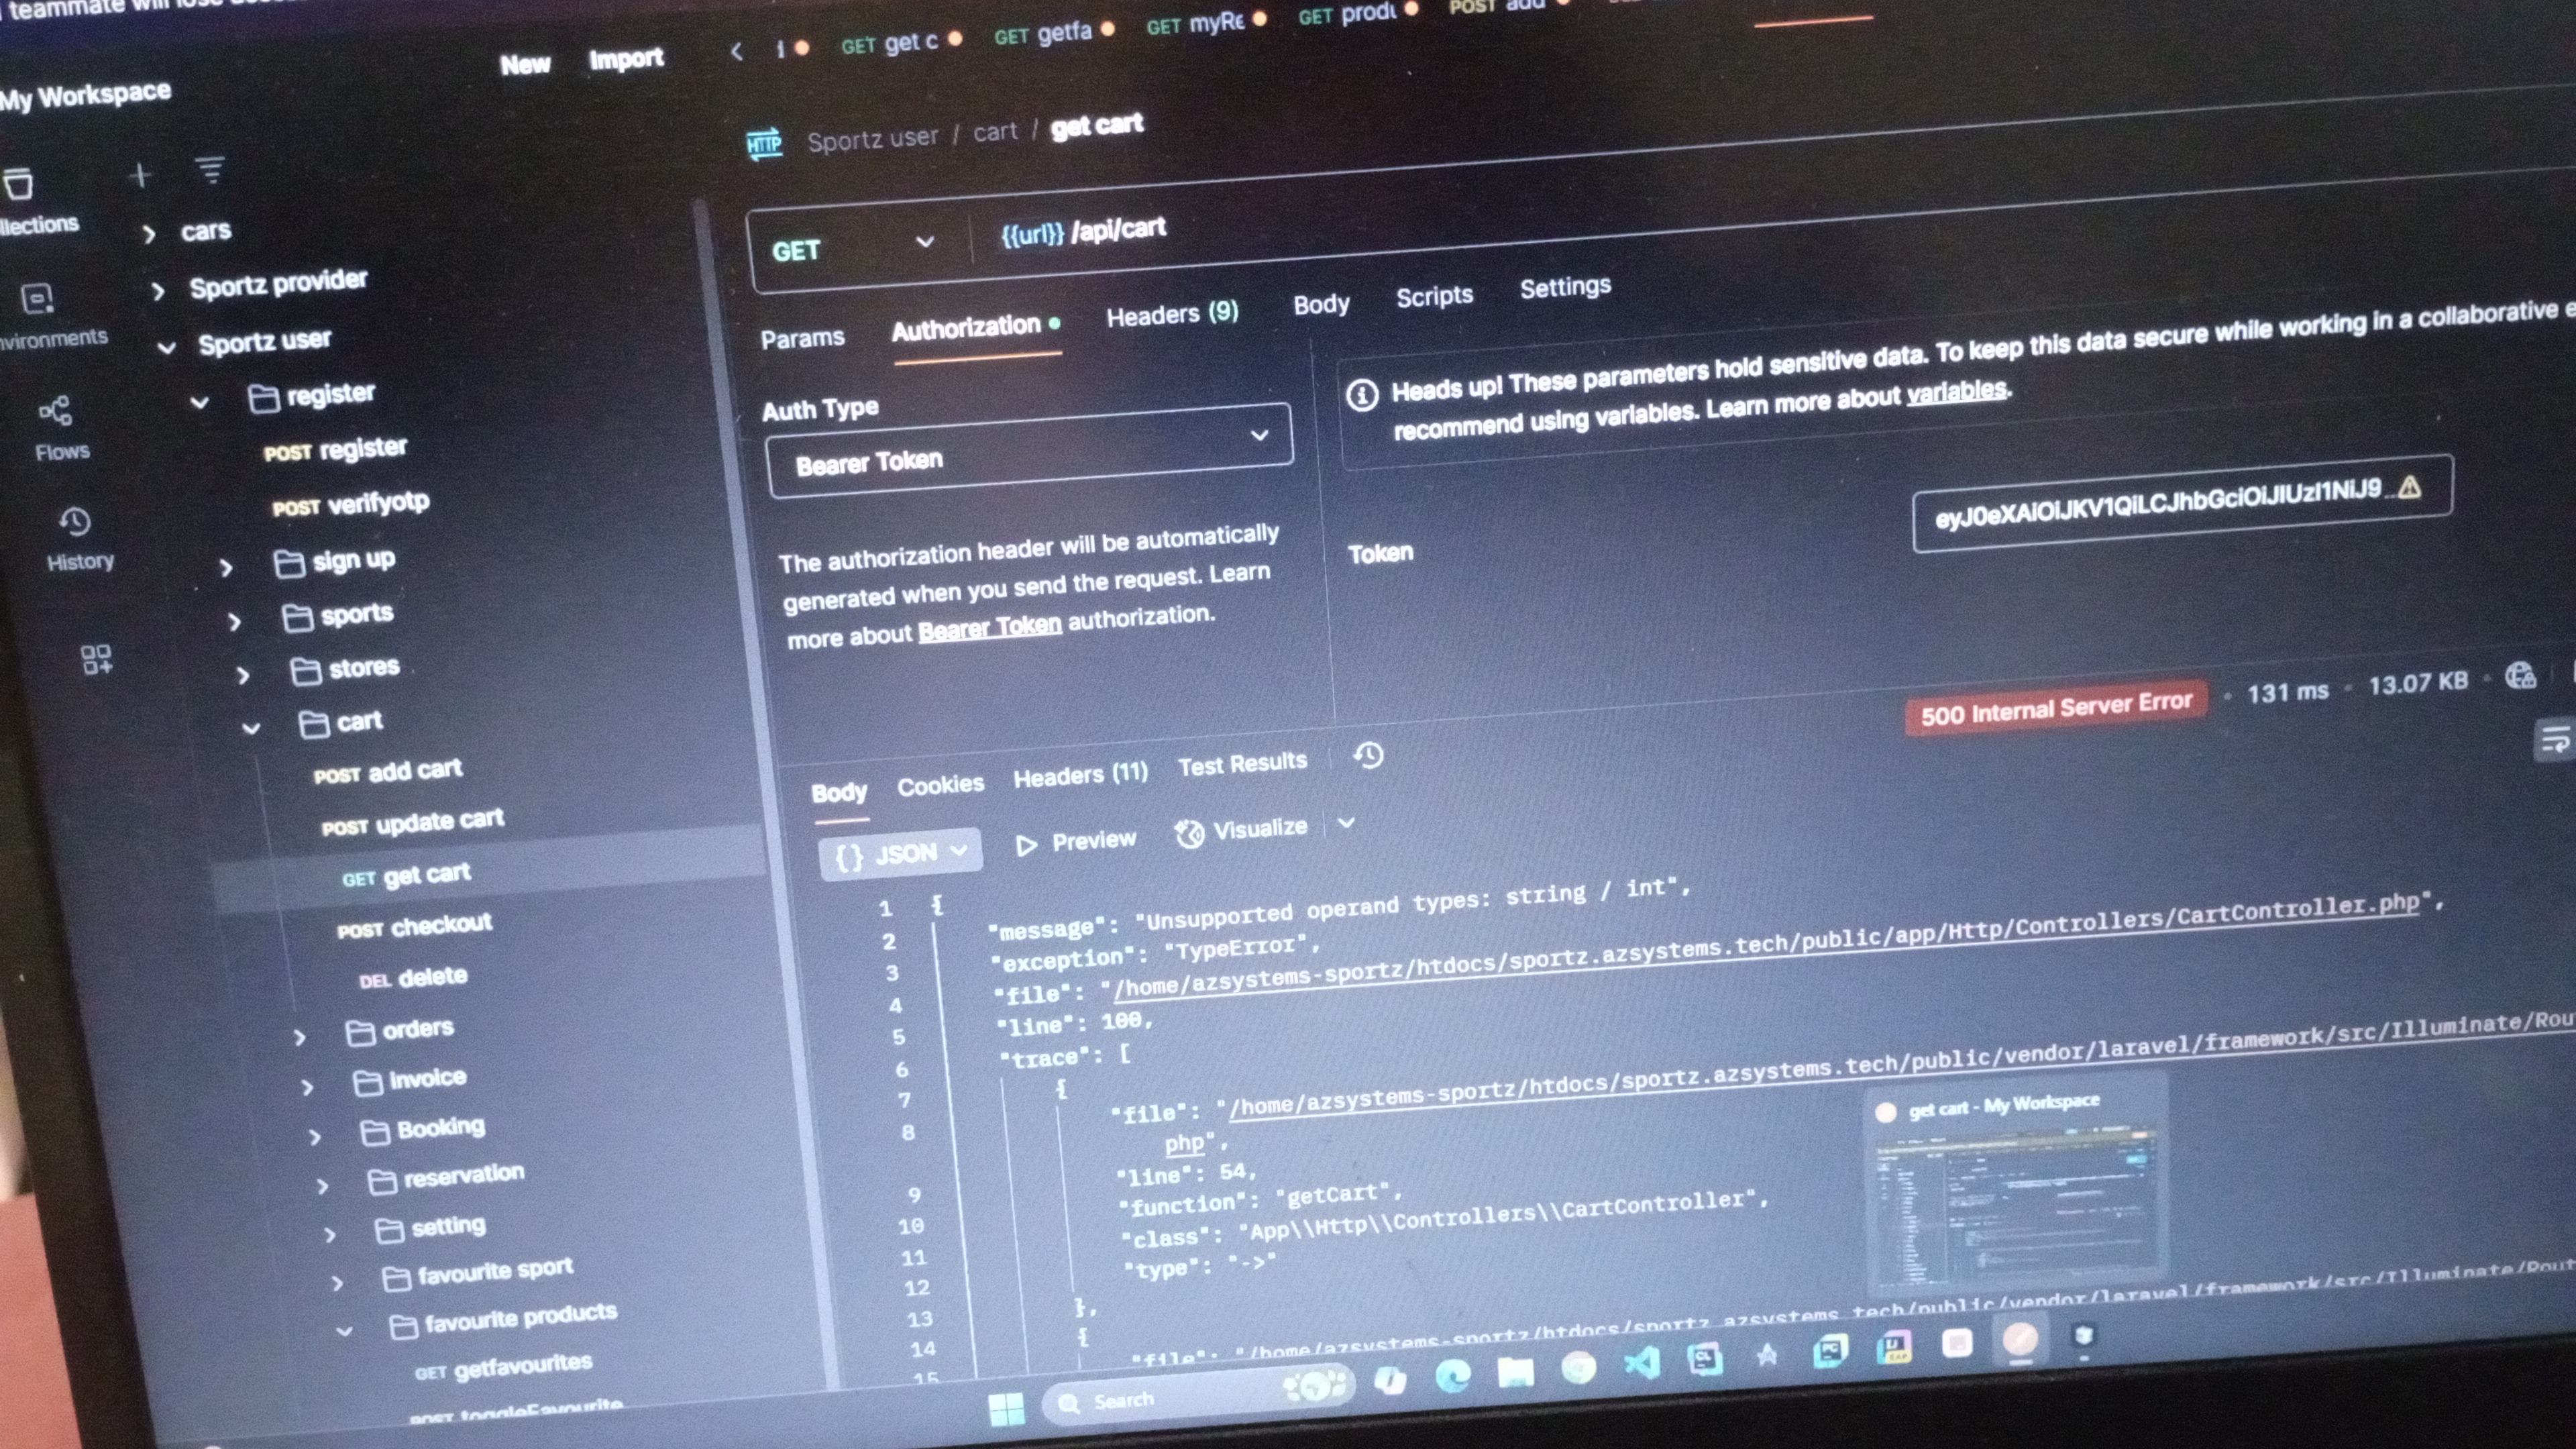 teammate will lose
New Import
GET get c
GET getfa
GET myRe
GET produ
POST add
My Workspace
Sportz user / cart / get cart
llections
cars
GET {{url}} /api/cart
nvironments
Sportz provider
Params Authorization Headers (9) Body Scripts Settings
Sportz user
Heads up! These parameters hold sensitive data. To keep this data secure while working in a collaborative e
recommend using variables. Learn more about variables.
register
Auth Type
Flows
POST register
Bearer Token
eyJ0eXAiOiJKV1QiLCJhbGciOiJIUzI1NiJ9...
POST verifyotp
Token
History
sign up
The authorization header will be automatically
generated when you send the request. Learn
more about Bearer Token authorization.
sports
stores
500 Internal Server Error • 131 ms • 13.07 KB
cart
Body Cookies Headers (11) Test Results
POST add cart
POST update cart
{} JSON Preview Visualize
GET get cart
POST checkout
DEL delete
orders
invoice
Booking
reservation
setting
favourite sport
favourite products
GET getfavourites
POST toggleFavourite
1 {
2 "message": "Unsupported operand types: string / int",
3 "exception": "TypeError",
4 "file": "/home/azsystems-sportz/htdocs/sportz.azsystems.tech/public/app/Http/Controllers/CartController.php",
5 "line": 100,
6 "trace": [
7 {
8 "file": "/home/azsystems-sportz/htdocs/sportz.azsystems.tech/public/vendor/laravel/framework/src/Illuminate/Rou
php",
9 "line": 54,
10 "function": "getCart",
11 "class": "App\\Http\\Controllers\\CartController",
12 "type": "->"
13 },
14 {
15 "file": "/home/azsystems-sportz/htdocs/sportz.azsystems.tech/public/vendor/laravel/framework/src/Illuminate/Rout
get cart - My Workspace
Search